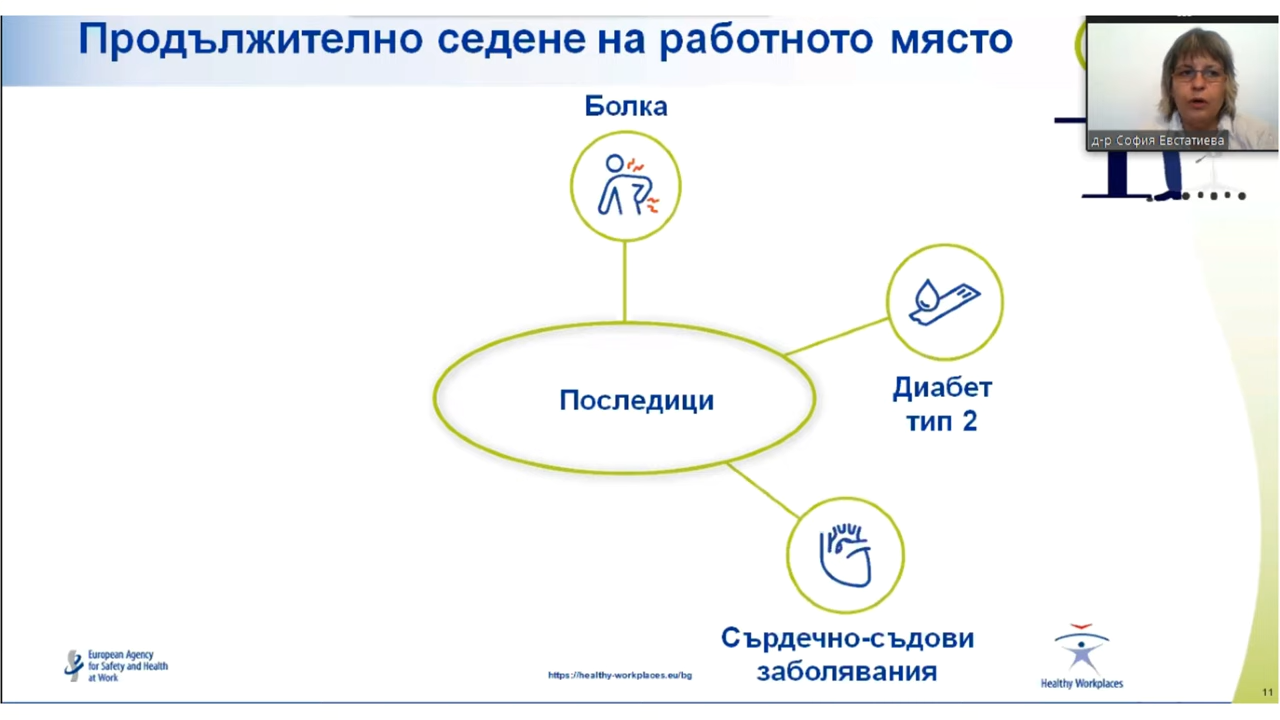 Продължително седене на работното място
д-р София Евстатиева
Болка
Диабет
тип 2
Последици
Сърдечно-съдови
заболявания
European Agency
for Safety and Health
at Work
https://healthy-workplaces.eu/bg
Healthy Workplaces
11